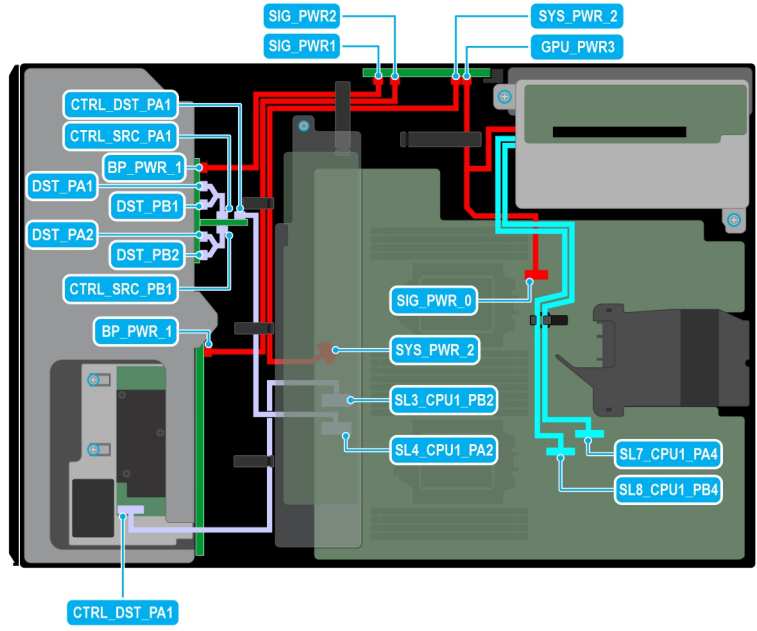 SIG_PWR2
SYS_PWR_2
SIG_PWR1
GPU_PWR3
CTRL_DST_PA1
CTRL_SRC_PA1
BP_PWR_1
DST_PA1
DST_PB1
DST_PA2
DST_PB2
CTRL_SRC_PB1
SIG_PWR_0
BP_PWR_1
SYS_PWR_2
SL3_CPU1_PB2
SL4_CPU1_PA2
SL7_CPU1_PA4
SL8_CPU1_PB4
CTRL_DST_PA1